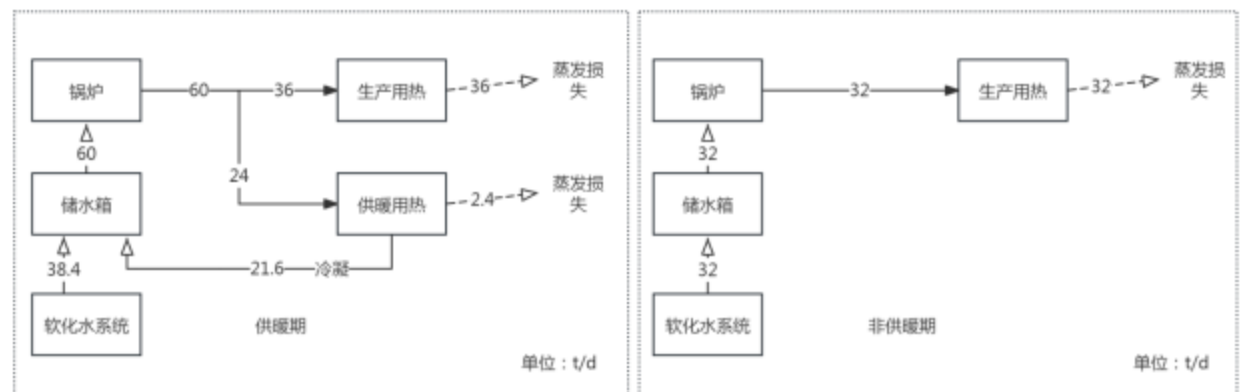 锅炉
60
36
生产用热
36
蒸发损
失
60
24
储水箱
供暖用热
2.4
蒸发损
失
38.4
21.6
冷凝
软化水系统
供暖期
单位：t/d
锅炉
32
生产用热
32
蒸发损
失
32
储水箱
32
软化水系统
非供暖期
单位：t/d